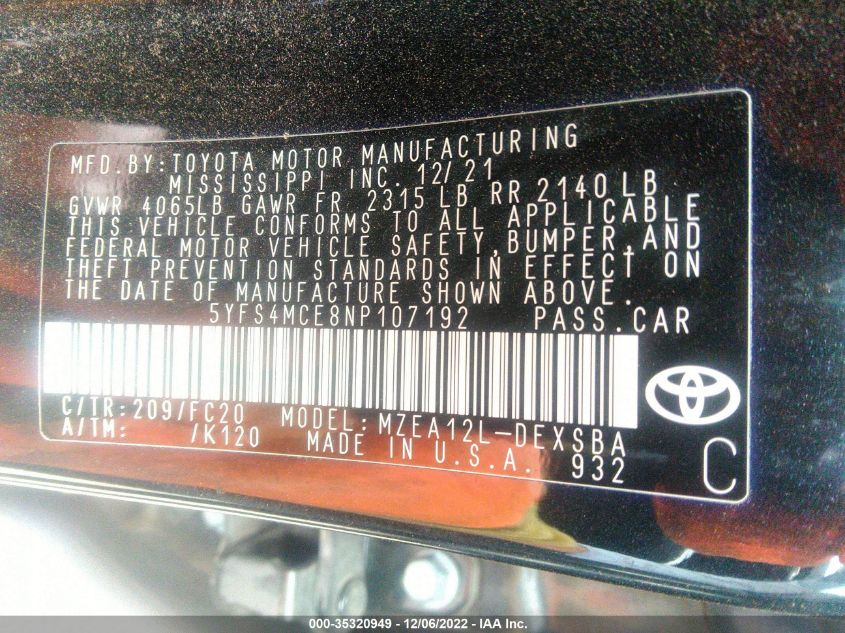 MFD.BY:TOYOTA MOTOR MANUFACTURING
MISSISSIPPI INC. 12/21
GVWR 4065LB GAWR FR 2315 LB RR 2140 LB
THIS VEHICLE CONFORMS TO ALL APPLICABLE
FEDERAL MOTOR VEHICLE SAFETY,BUMPER,AND
THEFT PREVENTION STANDARDS IN EFFECT ON
THE DATE OF MANUFACTURE SHOWN ABOVE.
5YFS4MCE8NP107192 PASS.CAR
C/TR:209/FC20 MODEL:MZEA12L-DEXSBA
A/TM: /K120 MADE IN U.S.A. 932
C
000-35320949 - 12/06/2022 - IAA Inc.